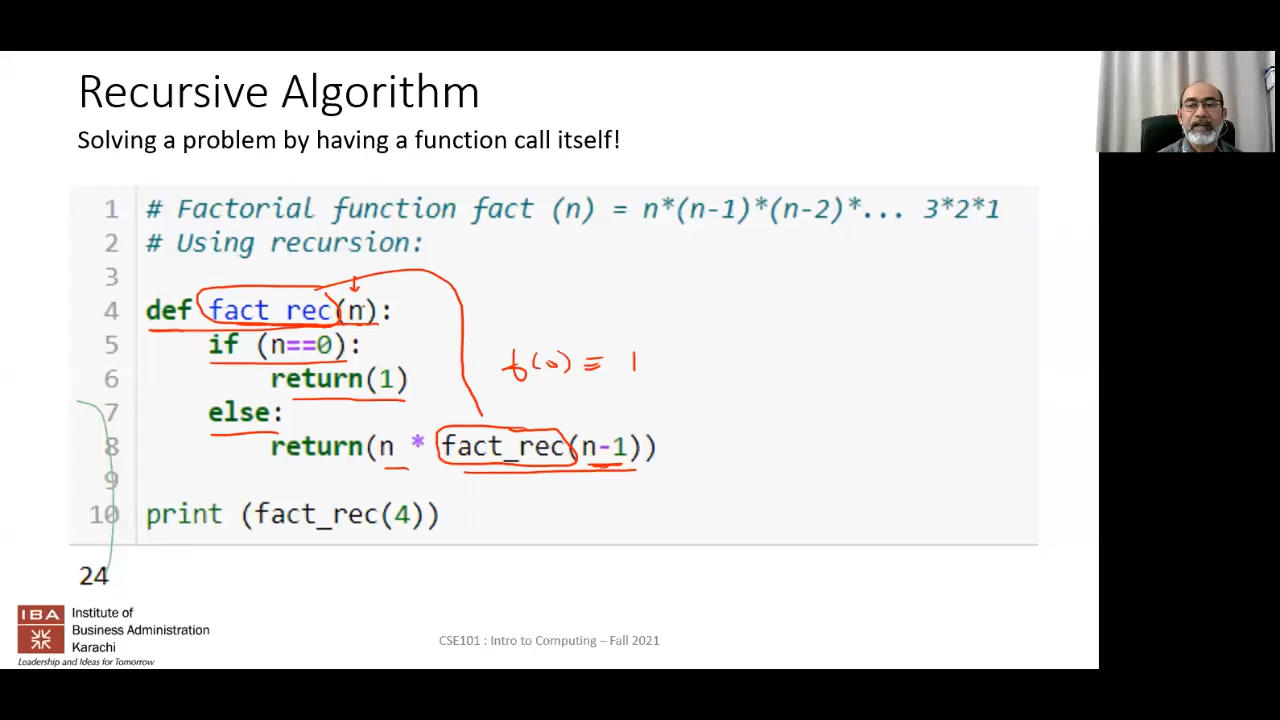 Recursive Algorithm
Solving a problem by having a function call itself!
1 # Factorial function fact (n) = n*(n-1)*(n-2)*... 3*2*1
2 # Using recursion:
3
4 def fact_rec(n):
5 if (n==0):
6 return(1)
7 else:
8 return(n * fact_rec(n-1))
9
10 print (fact_rec(4))
f(0) ≡ 1
24
IBA
Institute of
Business Administration
Karachi
Leadership and Ideas for Tomorrow
CSE101 : Intro to Computing – Fall 2021